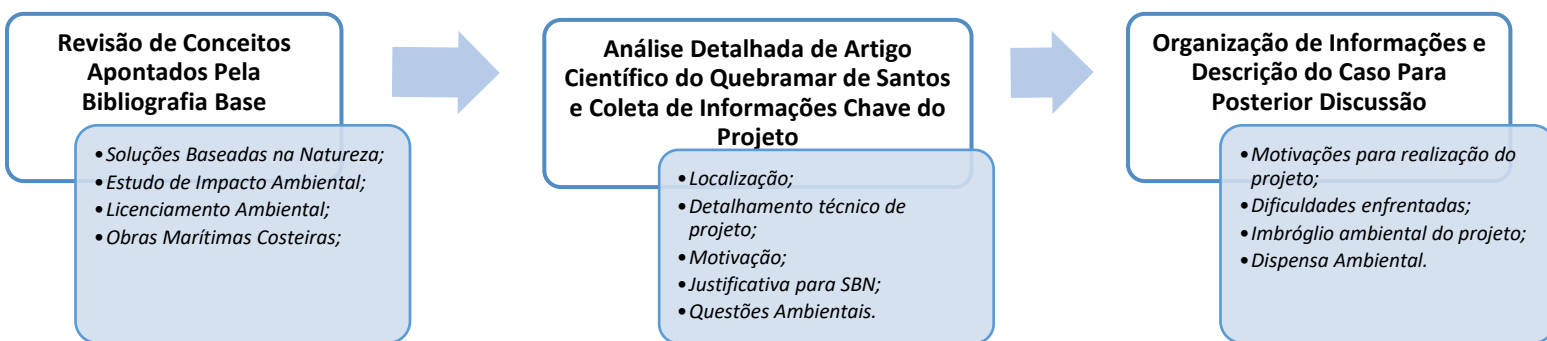 Revisão de Conceitos
Apontados Pela
Bibliografia Base
•Soluções Baseadas na Natureza;
•Estudo de Impacto Ambiental;
•Licenciamento Ambiental;
•Obras Marítimas Costeiras;
Análise Detalhada de Artigo
Científico do Quebramar de Santos
e Coleta de Informações Chave do
Projeto
•Localização;
•Detalhamento técnico de
projeto;
•Motivação;
•Justificativa para SBN;
•Questões Ambientais.
Organização de Informações e
Descrição do Caso Para
Posterior Discussão
•Motivações para realização do
projeto;
•Dificuldades enfrentadas;
•Imbróglio ambiental do projeto;
•Dispensa Ambiental.